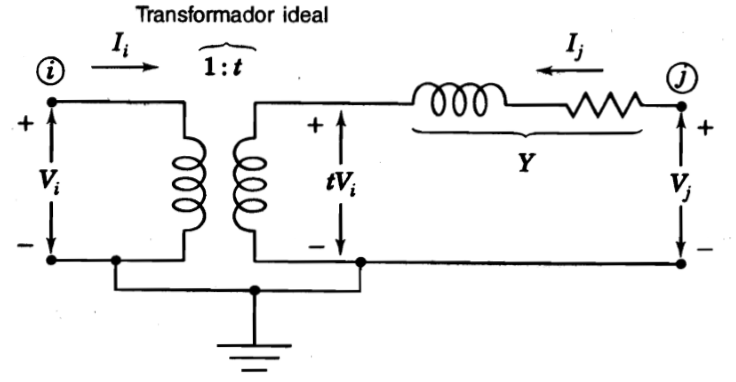 Transformador ideal
ⓘ I_i 1:t I_j ⓙ
+ + +
V_i tV_i Y V_j
− − −